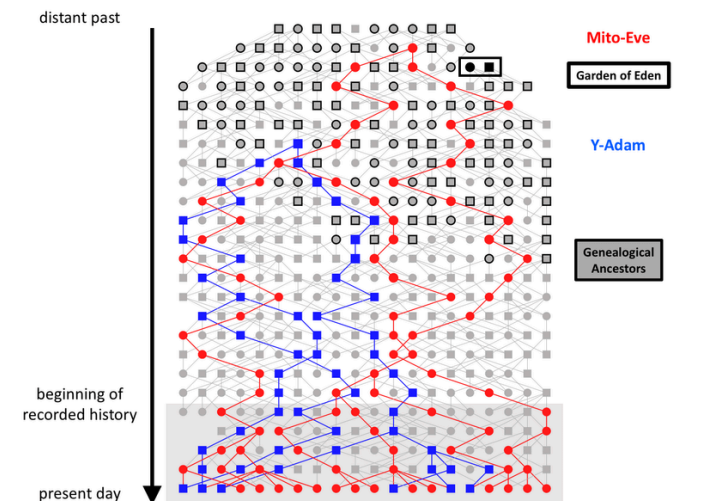 distant past
Mito-Eve
Garden of Eden
Y-Adam
Genealogical
Ancestors
beginning of
recorded history
present day